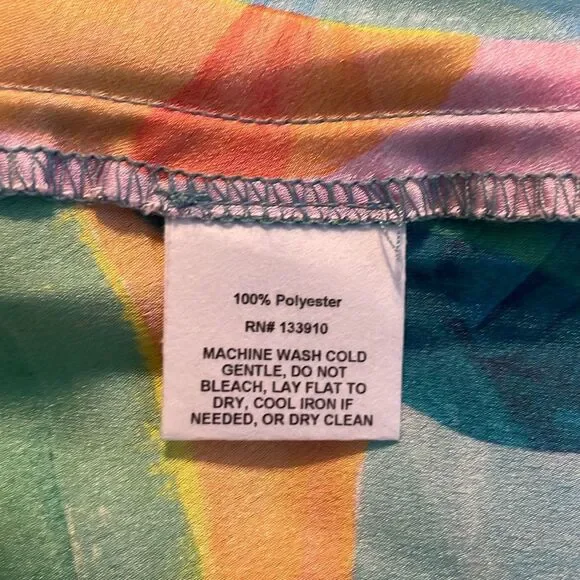 100% Polyester
RN# 133910
MACHINE WASH COLD
GENTLE, DO NOT
BLEACH, LAY FLAT TO
DRY, COOL IRON IF
NEEDED, OR DRY CLEAN